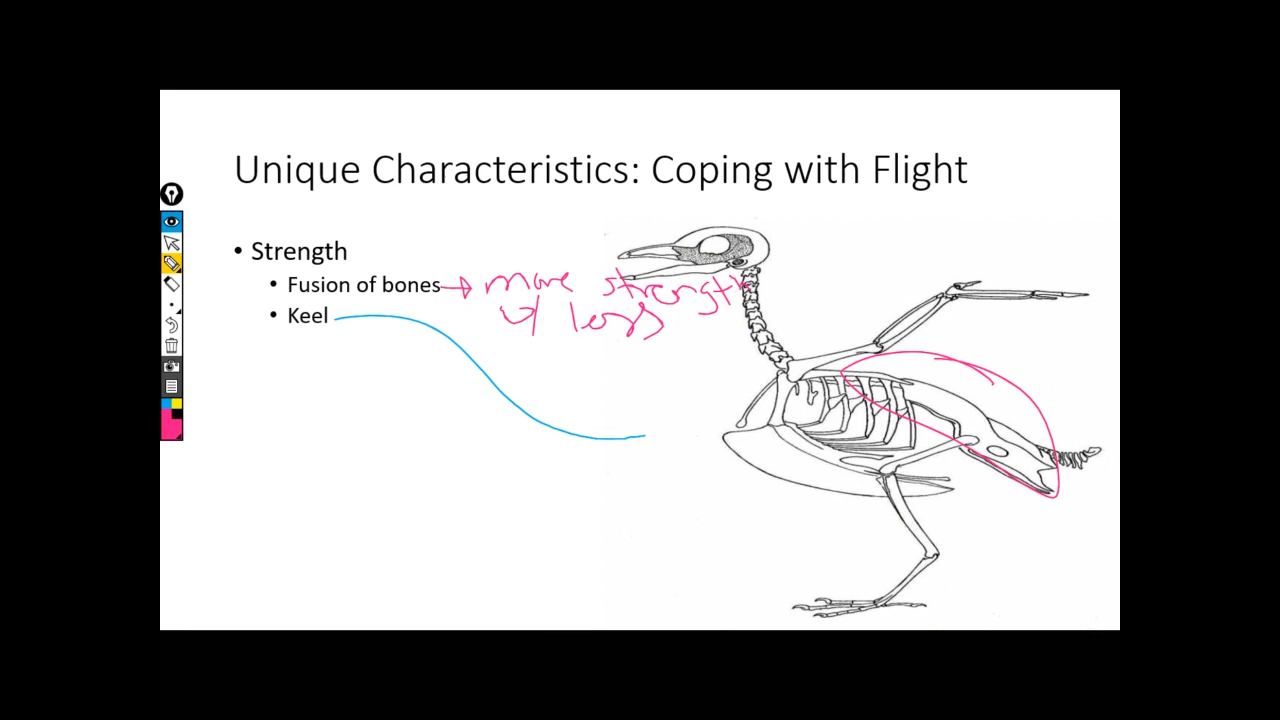 Unique Characteristics: Coping with Flight
• Strength
• Fusion of bones → more strength
w/ less
• Keel